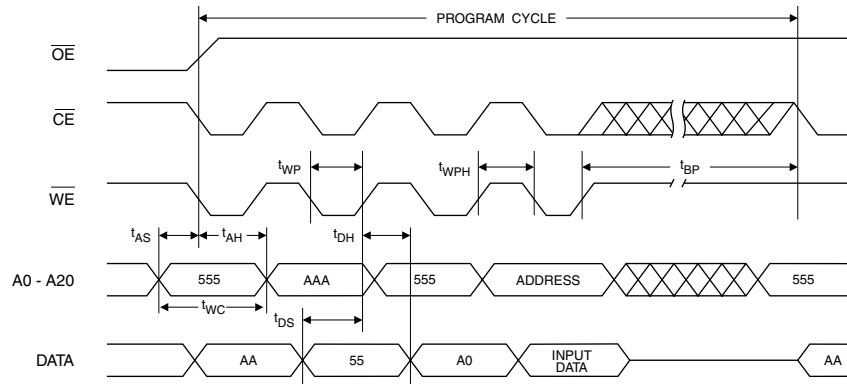 PROGRAM CYCLE
OE
CE
tWP
tWPH
tBP
WE
tAS
tAH
tDH
A0 - A20
555
AAA
555
ADDRESS
555
tWC
tDS
DATA
AA
55
A0
INPUT
DATA
AA